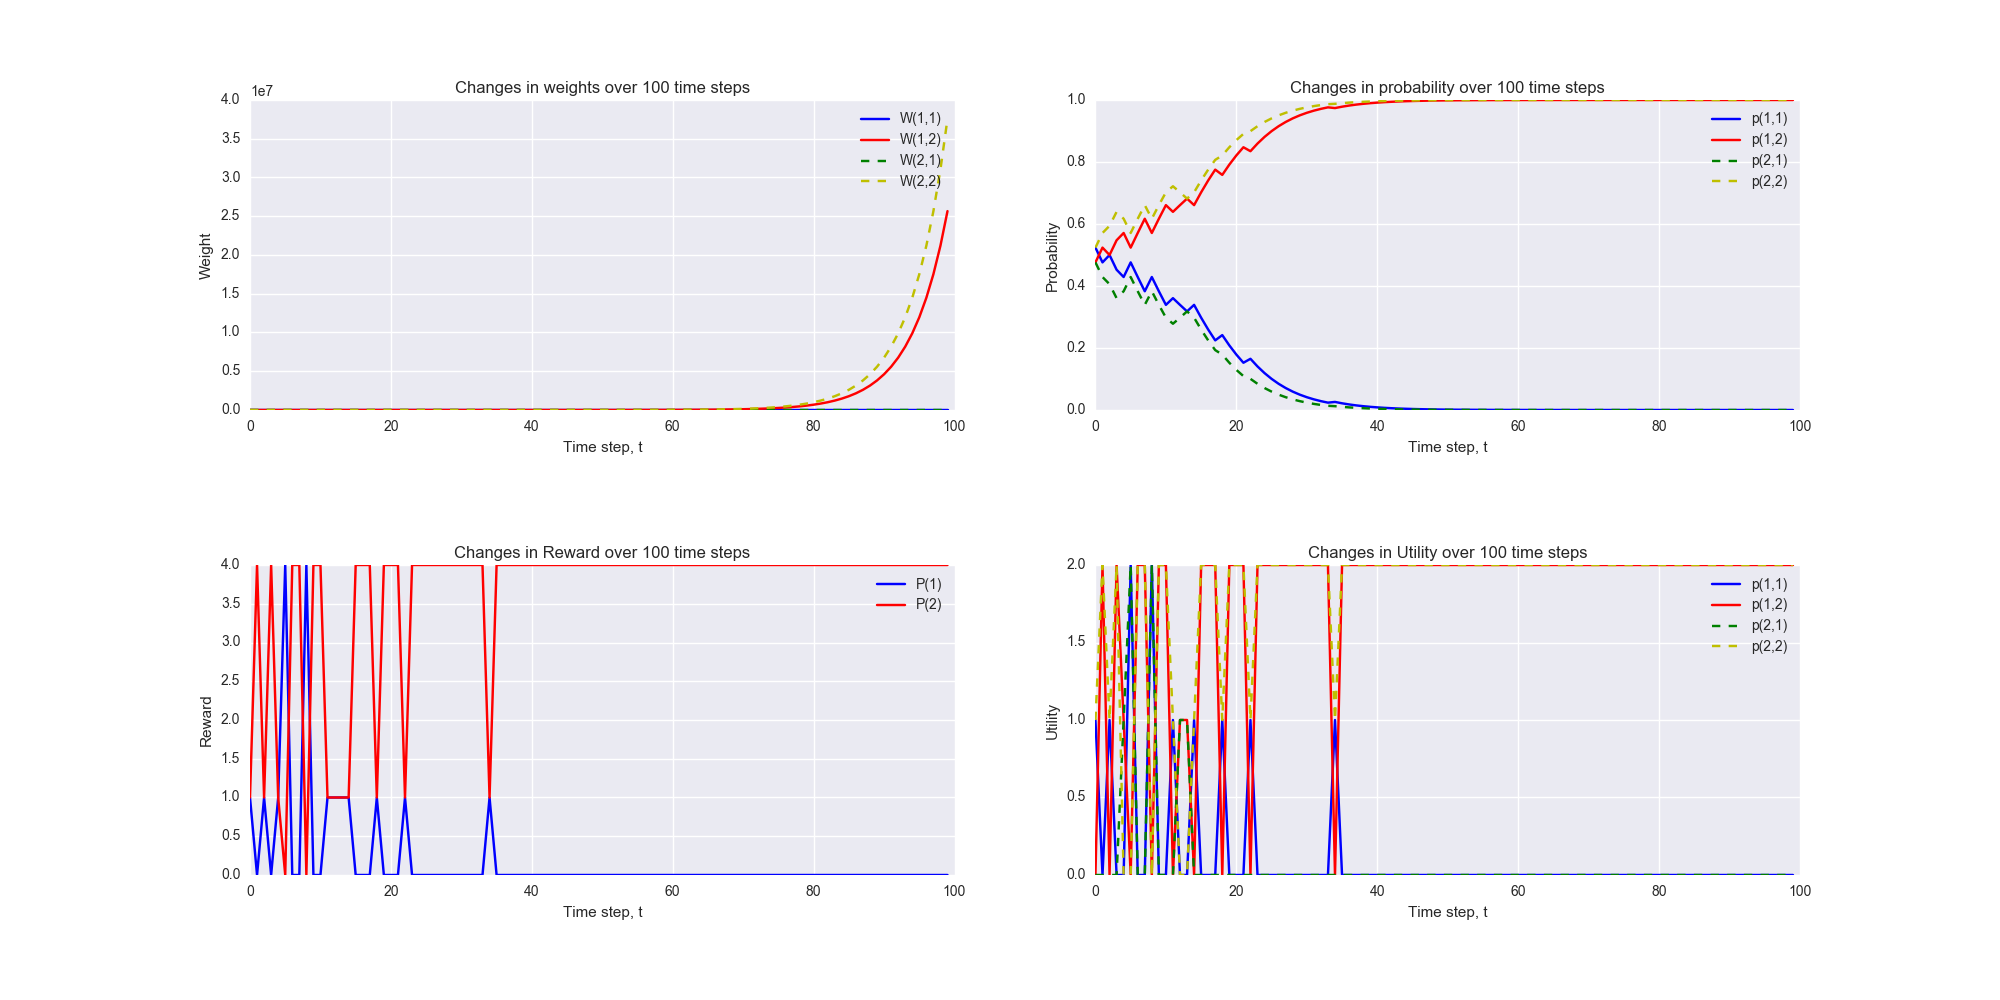 Changes in weights over 100 time steps
1e7
4.0
3.5
3.0
2.5
2.0
1.5
1.0
0.5
0.0
Weight
0 20 40 60 80 100
Time step, t
W(1,1)
W(1,2)
W(2,1)
W(2,2)
Changes in probability over 100 time steps
1.0
0.8
0.6
0.4
0.2
0.0
Probability
0 20 40 60 80 100
Time step, t
p(1,1)
p(1,2)
p(2,1)
p(2,2)
Changes in Reward over 100 time steps
4.0
3.5
3.0
2.5
2.0
1.5
1.0
0.5
0.0
Reward
0 20 40 60 80 100
Time step, t
P(1)
P(2)
Changes in Utility over 100 time steps
2.0
1.5
1.0
0.5
0.0
Utility
0 20 40 60 80 100
Time step, t
p(1,1)
p(1,2)
p(2,1)
p(2,2)